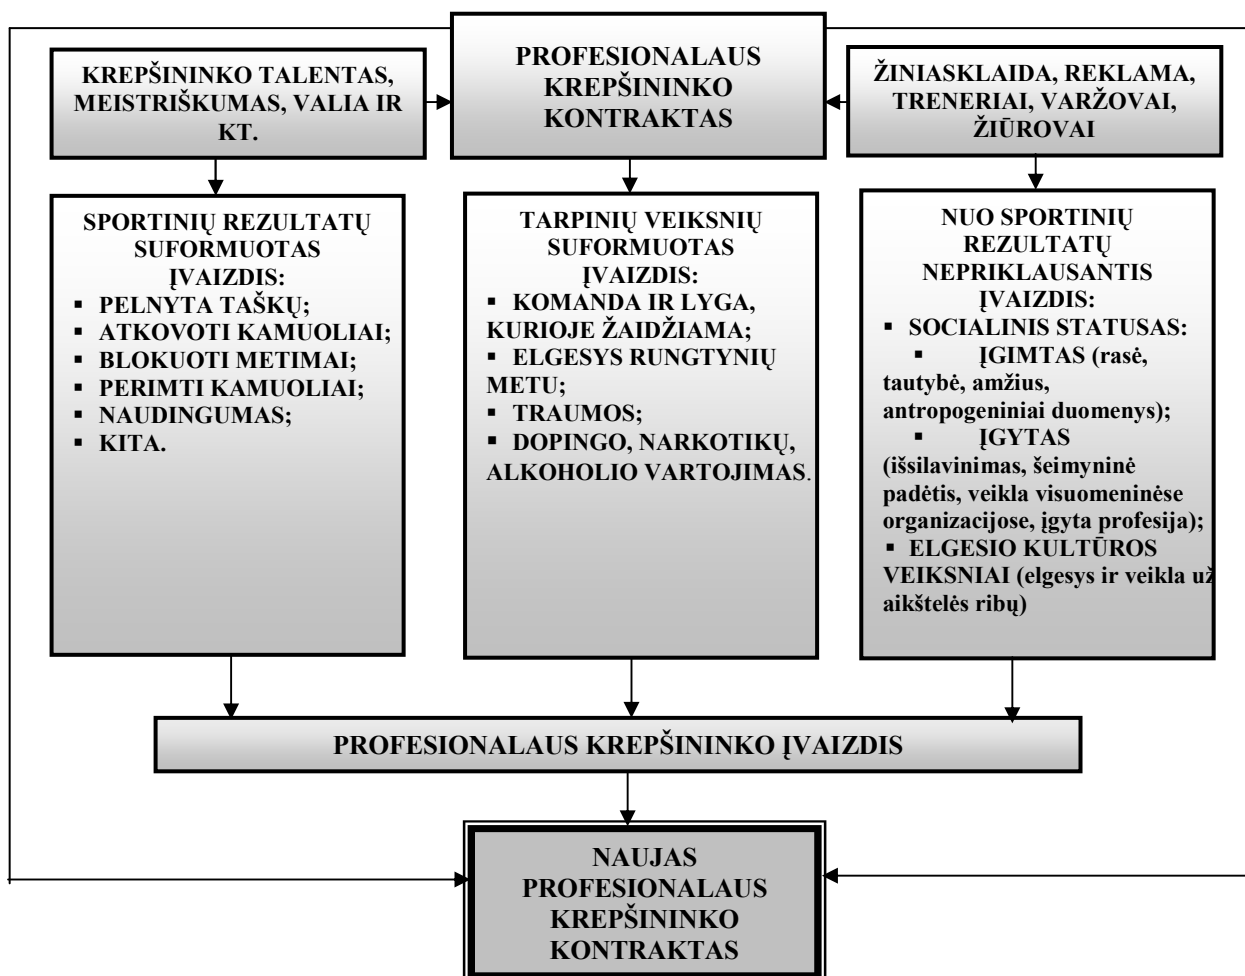 KREPŠININKO TALENTAS,
MEISTRIŠKUMAS, VALIA IR
KT.
PROFESIONALAUS
KREPŠININKO
KONTRAKTAS
ŽINIASKLAIDA, REKLAMA,
TRENERIAI, VARŽOVAI,
ŽIŪROVAI
SPORTINIŲ REZULTATŲ
SUFORMUOTAS
ĮVAIZDIS:
▪ PELNYTA TAŠKŲ;
▪ ATKOVOTI KAMUOLIAI;
▪ BLOKUOTI METIMAI;
▪ PERIMTI KAMUOLIAI;
▪ NAUDINGUMAS;
▪ KITA.
TARPINIŲ VEIKSNIŲ
SUFORMUOTAS
ĮVAIZDIS:
▪ KOMANDA IR LYGA,
KURIOJE ŽAIDŽIAMA;
▪ ELGESYS RUNGTYNIŲ
METU;
▪ TRAUMOS;
▪ DOPINGO, NARKOTIKŲ,
ALKOHOLIO VARTOJIMAS.
NUO SPORTINIŲ
REZULTATŲ
NEPRIKLAUSANTIS
ĮVAIZDIS:
▪ SOCIALINIS STATUSAS:
▪ ĮGIMTAS (rasė,
tautybė, amžius,
antropogeniniai duomenys);
▪ ĮGYTAS
(išsilavinimas, šeimyninė
padėtis, veikla visuomeninėse
organizacijose, įgyta profesija);
▪ ELGESIO KULTŪROS
VEIKSNIAI (elgesys ir veikla už
aikštelės ribų)
PROFESIONALAUS KREPŠININKO ĮVAIZDIS
NAUJAS
PROFESIONALAUS
KREPŠININKO
KONTRAKTAS